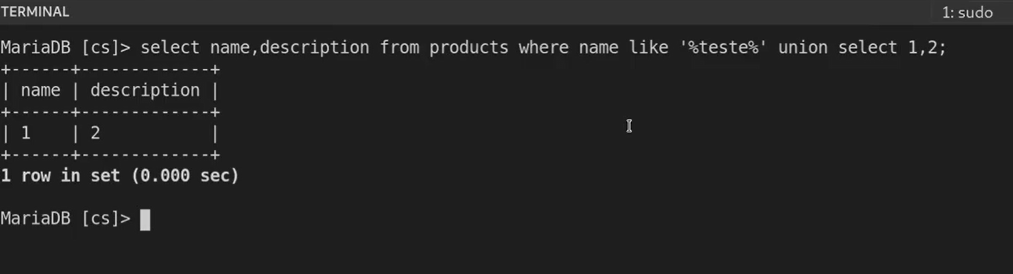 TERMINAL
1: sudo
MariaDB [cs]> select name,description from products where name like '%teste%' union select 1,2;
+------+-------------+
| name | description |
+------+-------------+
| 1    | 2           |
+------+-------------+
1 row in set (0.000 sec)
MariaDB [cs]>